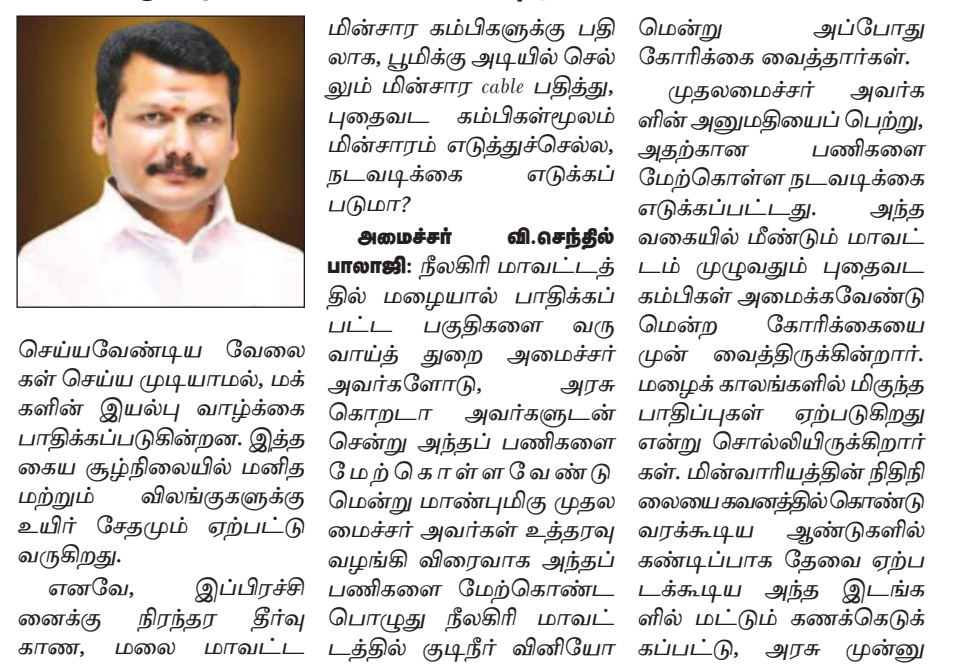 செய்யவேண்டிய வேலை
கள் செய்ய முடியாமல், மக்
களின் இயல்பு வாழ்க்கை
பாதிக்கப்படுகின்றன. இத்த
கைய சூழ்நிலையில் மனித
மற்றும் விலங்குகளுக்கு
உயிர் சேதமும் ஏற்பட்டு
வருகிறது.
எனவே, இப்பிரச்சி
னைக்கு நிரந்தர தீர்வு
காண, மலை மாவட்ட
மின்சார கம்பிகளுக்கு பதி
லாக, பூமிக்கு அடியில் செல்
லும் மின்சார cable பதித்து,
புதைவட கம்பிகள்மூலம்
மின்சாரம் எடுத்துச்செல்ல,
நடவடிக்கை எடுக்கப்
படுமா?
அமைச்சர் வி.செந்தில்
பாலாஜி: நீலகிரி மாவட்டத்
தில் மழையால் பாதிக்கப்
பட்ட பகுதிகளை வரு
வாய்த் துறை அமைச்சர்
அவர்களோடு, அரசு
கொறடா அவர்களுடன்
சென்று அந்தப் பணிகளை
மேற்கொள்ளவேண்டு
மென்று மாண்புமிகு முதல
மைச்சர் அவர்கள் உத்தரவு
வழங்கி விரைவாக அந்தப்
பணிகளை மேற்கொண்ட
பொழுது நீலகிரி மாவட்
டத்தில் குடிநீர் வினியோ
மென்று அப்போது
கோரிக்கை வைத்தார்கள்.
முதலமைச்சர் அவர்க
ளின் அனுமதியைப் பெற்று,
அதற்கான பணிகளை
மேற்கொள்ள நடவடிக்கை
எடுக்கப்பட்டது. அந்த
வகையில் மீண்டும் மாவட்
டம் முழுவதும் புதைவட
கம்பிகள் அமைக்கவேண்டு
மென்ற கோரிக்கையை
முன் வைத்திருக்கின்றார்.
மழைக் காலங்களில் மிகுந்த
பாதிப்புகள் ஏற்படுகிறது
என்று சொல்லியிருக்கிறார்
கள். மின்வாரியத்தின் நிதிநி
லையை கவனத்தில் கொண்டு
வரக்கூடிய ஆண்டுகளில்
கண்டிப்பாக தேவை ஏற்ப
டக்கூடிய அந்த இடங்க
ளில் மட்டும் கணக்கெடுக்
கப்பட்டு, அரசு முன்னு